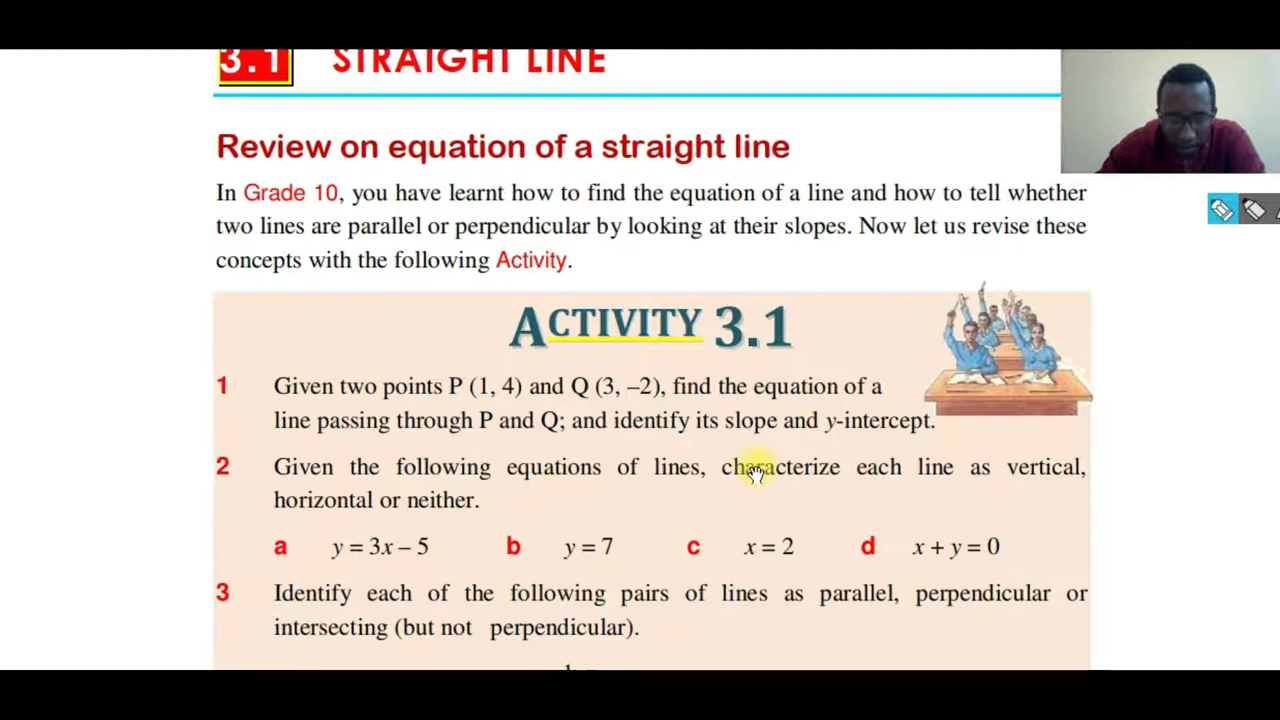 3.1 STRAIGHT LINE
Review on equation of a straight line
In Grade 10, you have learnt how to find the equation of a line and how to tell whether
two lines are parallel or perpendicular by looking at their slopes. Now let us revise these
concepts with the following Activity.
ACTIVITY 3.1
1 Given two points P (1, 4) and Q (3, –2), find the equation of a
line passing through P and Q; and identify its slope and y-intercept.
2 Given the following equations of lines, characterize each line as vertical,
horizontal or neither.
a y = 3x – 5 b y = 7 c x = 2 d x + y = 0
3 Identify each of the following pairs of lines as parallel, perpendicular or
intersecting (but not perpendicular).